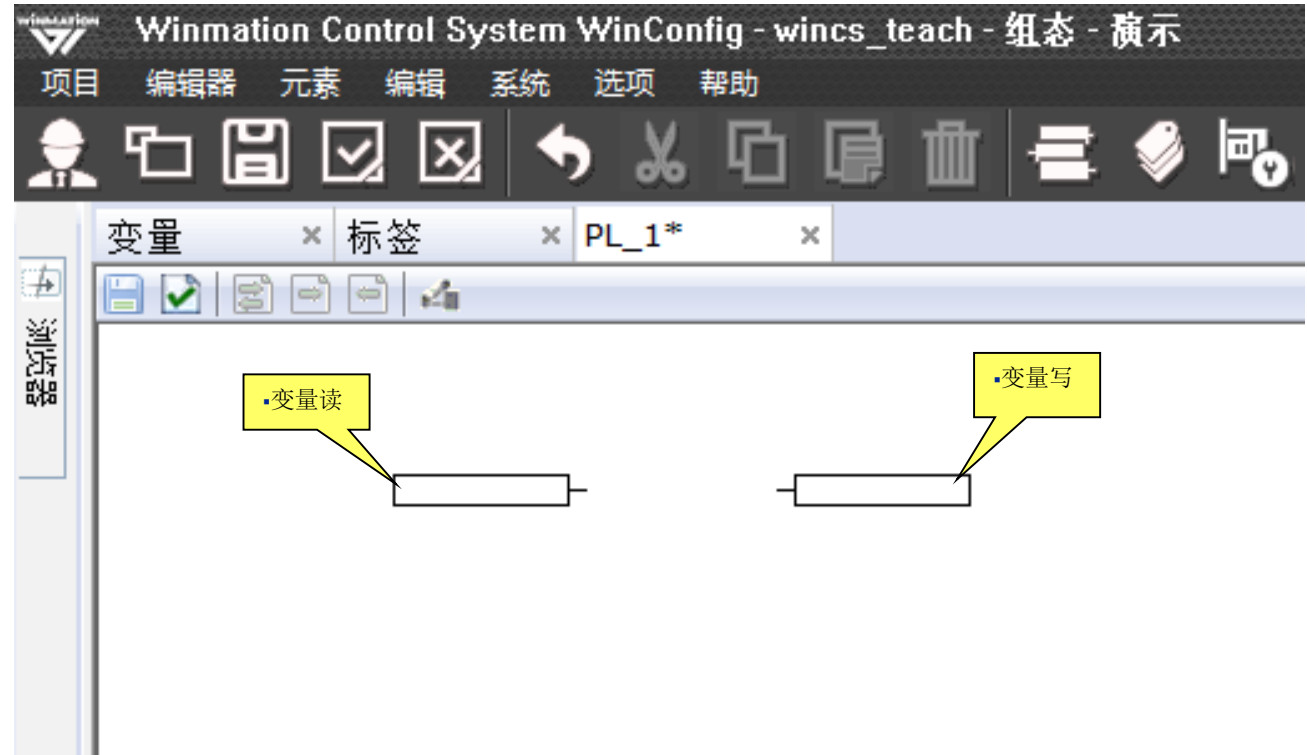 WINMATION
Winmation Control System WinConfig - wincs_teach - 组态 - 演示
项目 编辑器 元素 编辑 系统 选项 帮助
变量 × 标签 × PL_1* ×
浏览器
▪变量读
▪变量写